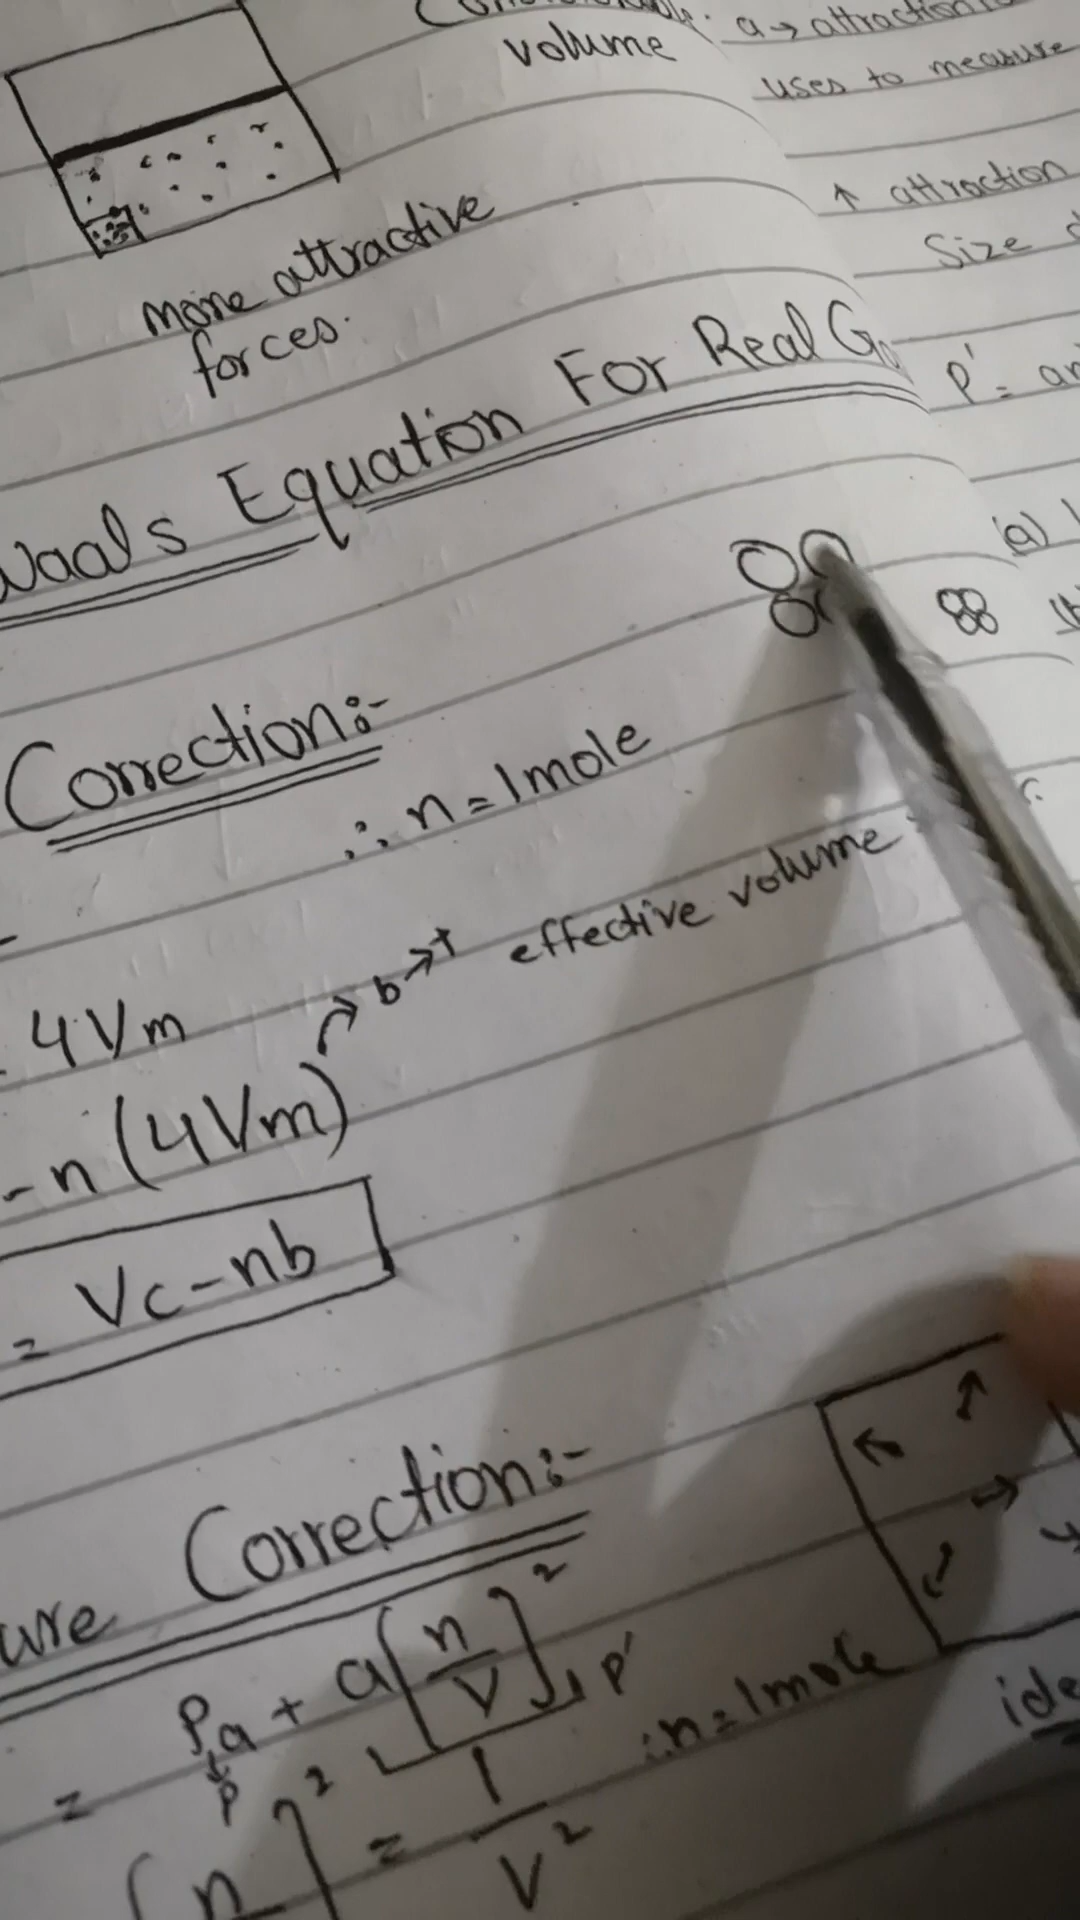 volume
a → attraction
uses to measure
↑ attraction
Size
more attractive
forces.
Waals Equation For Real
P' =
(a)
Correction:-
∴ n = 1mole
4Vm
b → effective volume
- n (4Vm)
= Vc - nb
Correction:-
= Pa + a[n/V]² → P'
P
∴ n = 1mole
[n]² = 1/V²
ide